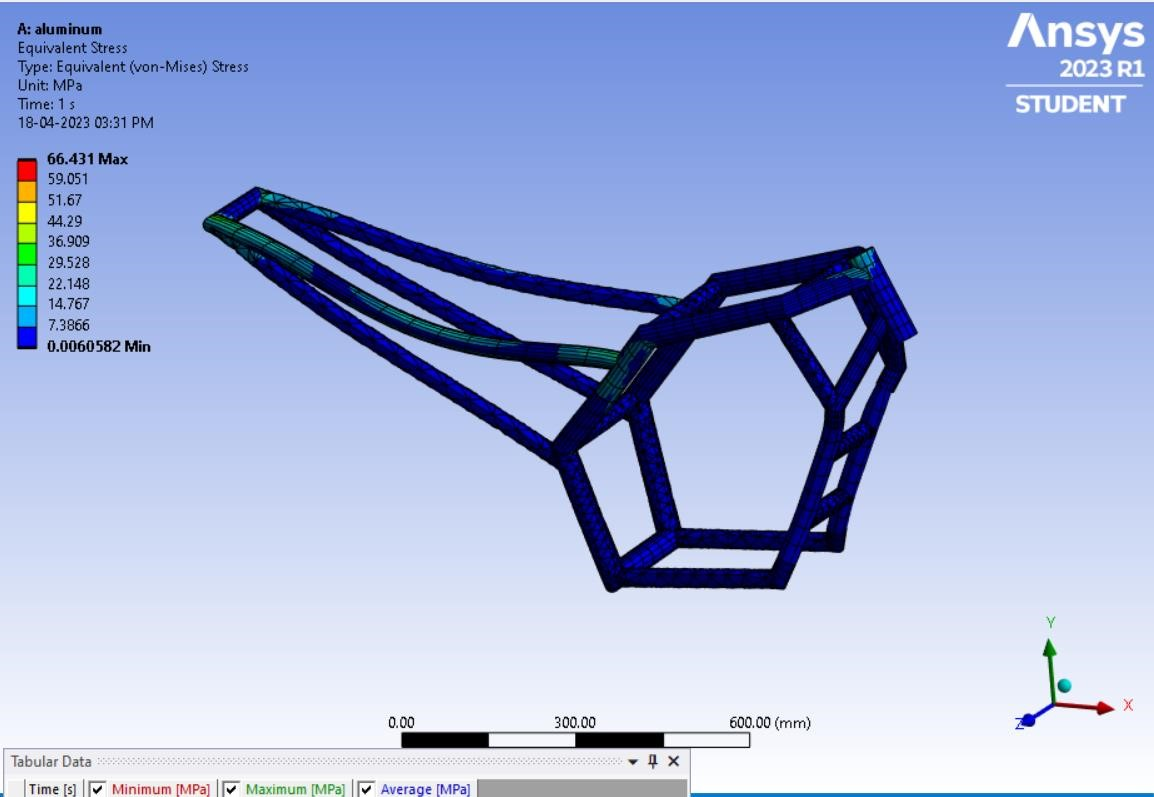 A: aluminum
Equivalent Stress
Type: Equivalent (von-Mises) Stress
Unit: MPa
Time: 1 s
18-04-2023 03:31 PM
66.431 Max
59.051
51.67
44.29
36.909
29.528
22.148
14.767
7.3866
0.0060582 Min
Ansys
2023 R1
STUDENT
Y
X
Z
0.00 300.00 600.00 (mm)
Tabular Data
Time [s] Minimum [MPa] Maximum [MPa] Average [MPa]